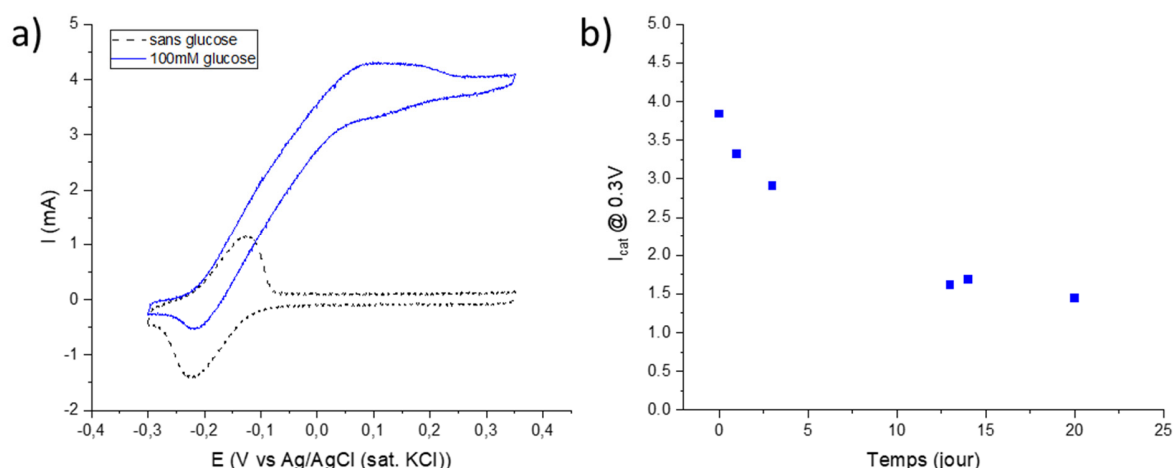 a)
sans glucose
100mM glucose
5
4
3
2
1
0
-1
-2
I (mA)
-0,4 -0,3 -0,2 -0,1 0,0 0,1 0,2 0,3 0,4
E (V vs Ag/AgCl (sat. KCl))
b)
5.0
4.5
4.0
3.5
3.0
2.5
2.0
1.5
1.0
0.5
0.0
Icat @ 0.3V
0 5 10 15 20 25
Temps (jour)